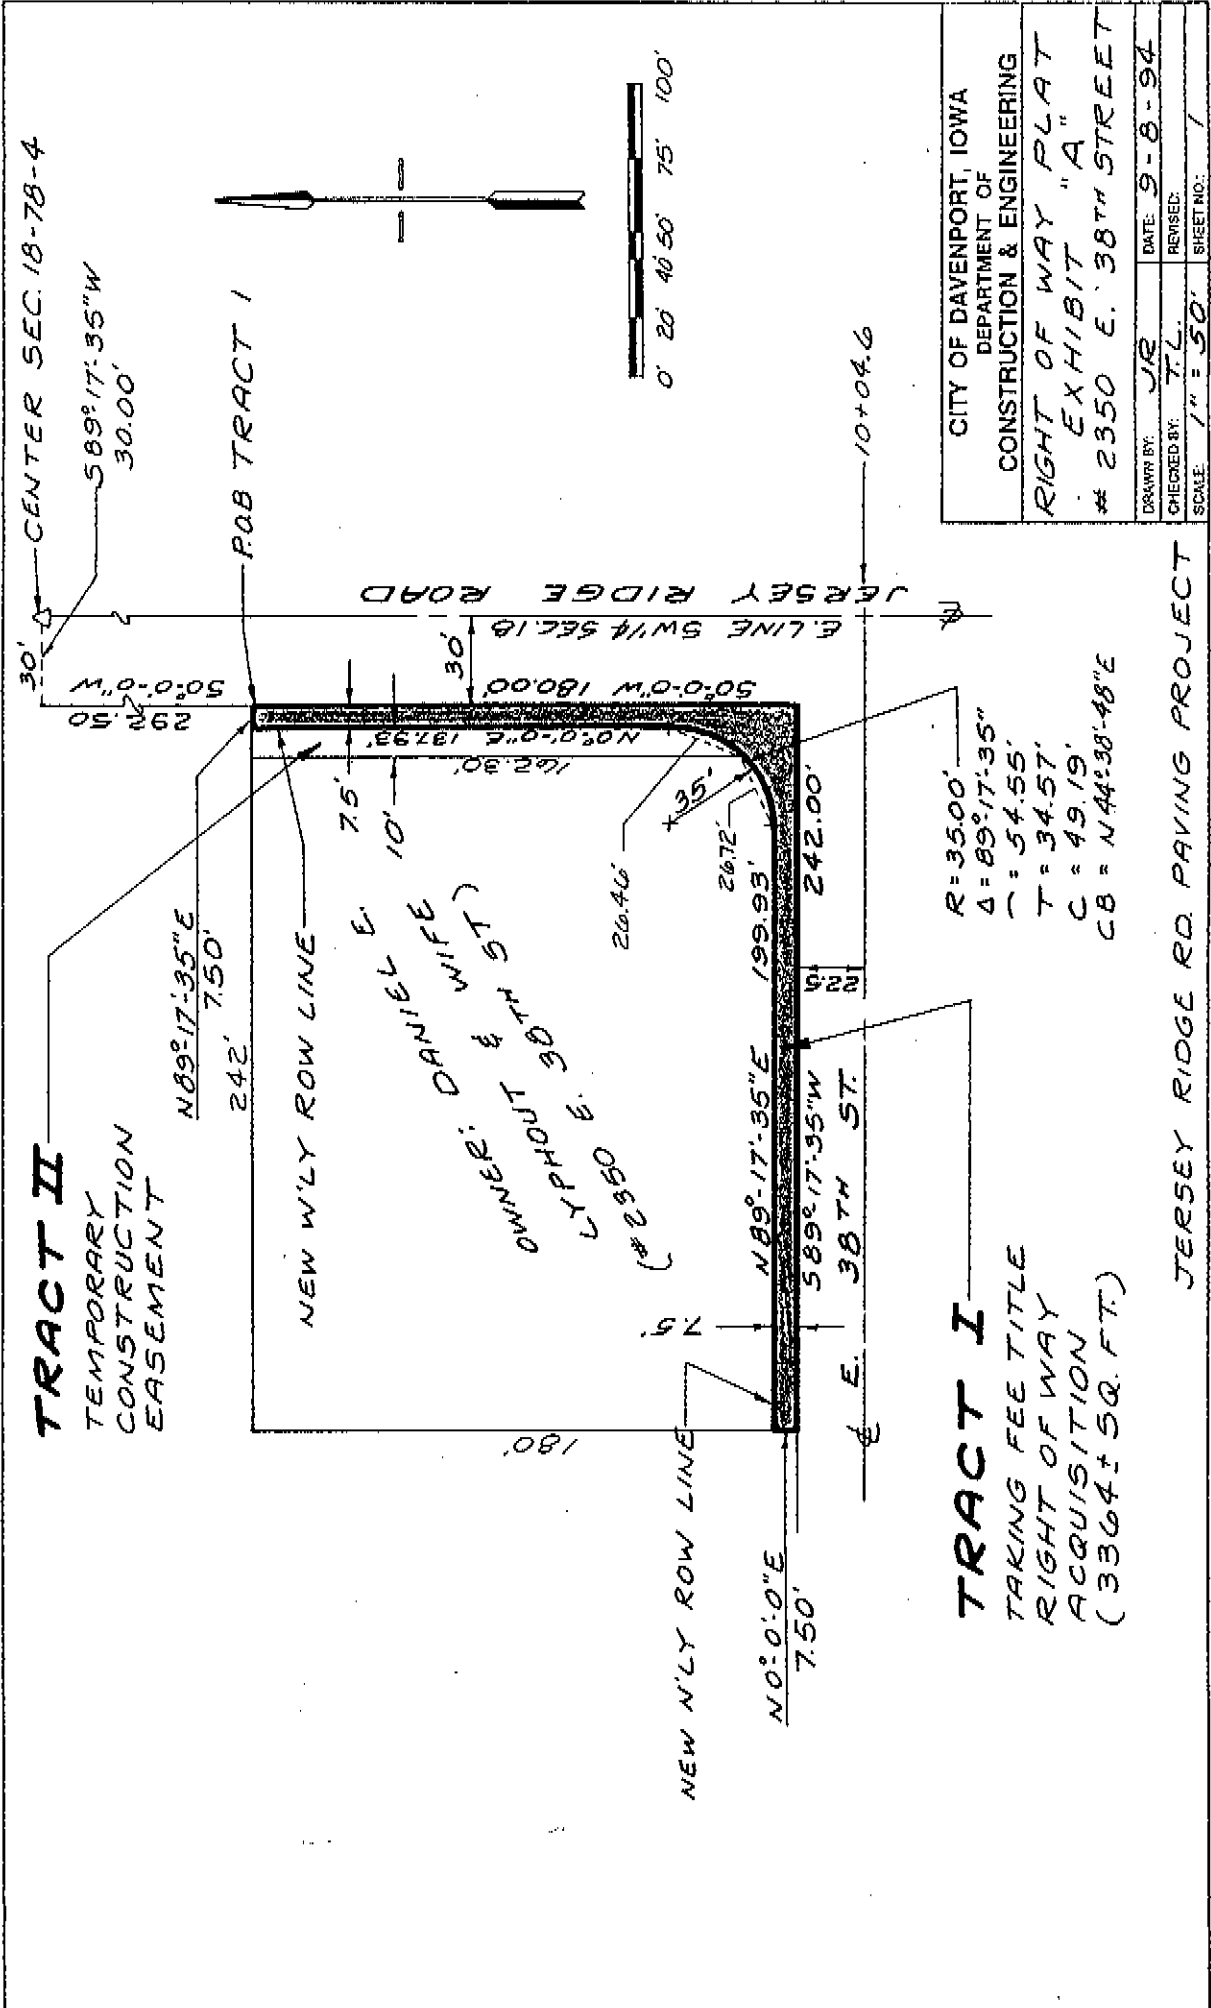 TRACT II
TEMPORARY
CONSTRUCTION
EASEMENT
N89°-17'-35"E
7.50'
242'
30'
CENTER SEC. 18-78-4
S89°-17'-35"W
30.00'
292.50
S0°-0'-0"W
P.O.B TRACT 1
NEW W'LY ROW LINE
7.5'
10'
N0°-0'-0"E 137.93'
162.30'
S0°-0'-0"W 180.00'
30'
E. LINE SW 1/4 SEC. 18
JERSEY RIDGE ROAD
OWNER: DANIEL E.
LYPHOUT & WIFE
(# 2350 E. 38TH ST)
180'
26.46'
35'
26.72'
NEW N'LY ROW LINE
7.5'
N89°-17'-35"E 199.93'
S89°-17'-35"W 242.00'
N0°-0'-0"E
7.50'
E. 38TH ST.
22.5
10+04.6
0' 20' 40' 50' 75' 100'
TRACT I
TAKING FEE TITLE
RIGHT OF WAY
ACQUISITION
(3364± SQ. FT.)
R=35.00'
Δ=89°-17'-35"
⌒ = 54.55'
T = 34.57'
C = 49.19'
CB = N44°-38'-48"E
JERSEY RIDGE RD. PAVING PROJECT
CITY OF DAVENPORT, IOWA
DEPARTMENT OF
CONSTRUCTION & ENGINEERING
RIGHT OF WAY PLAT
EXHIBIT "A"
# 2350 E. 38TH STREET
DRAWN BY: JR DATE: 9-8-94
CHECKED BY: T.L. REVISED:
SCALE: 1" = 50' SHEET NO.: 1